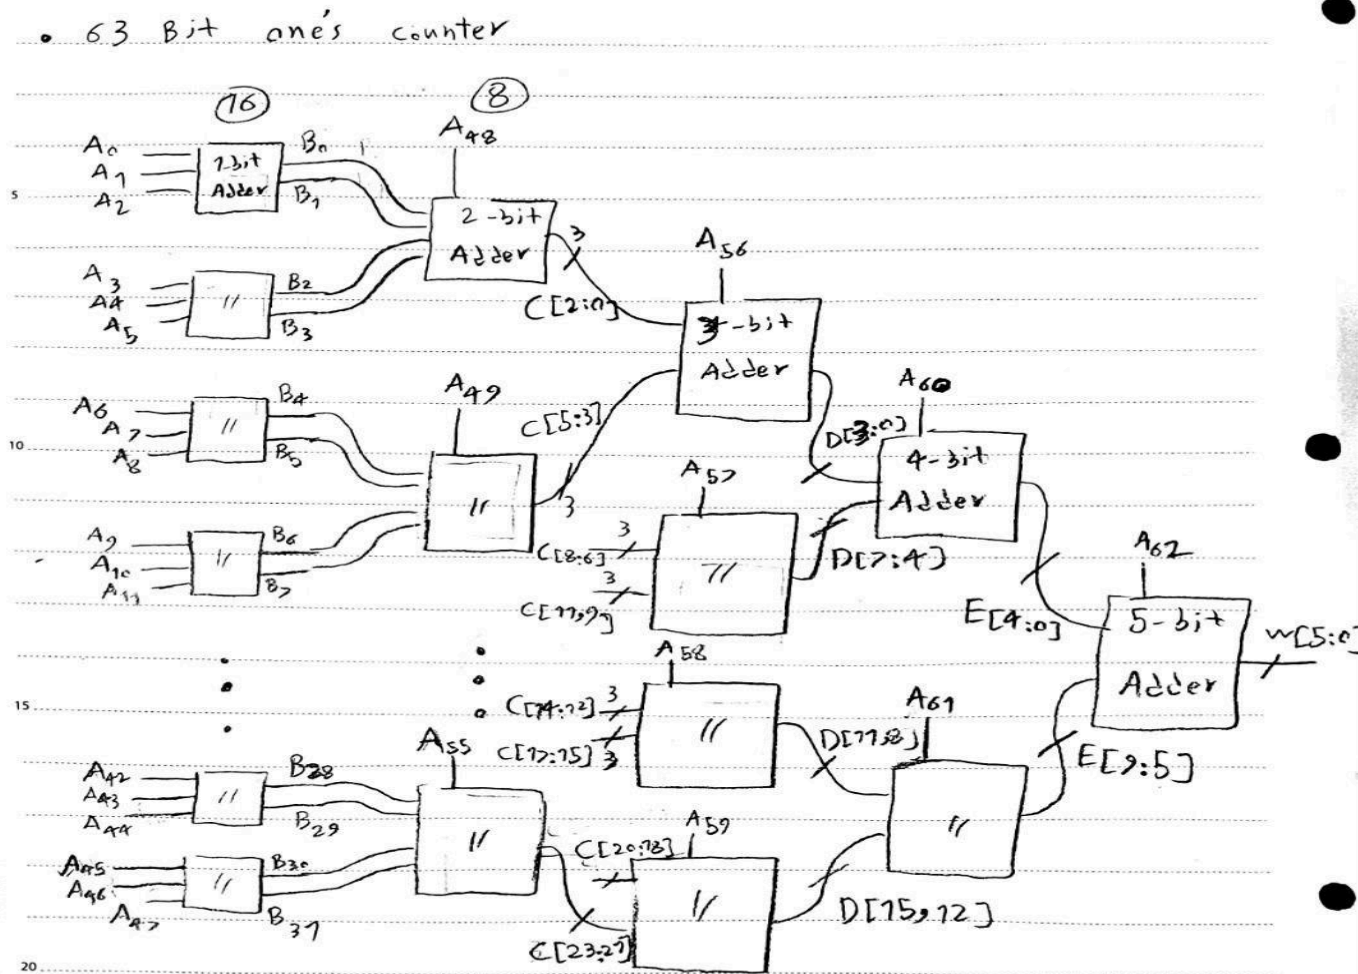 • 63 Bit one's counter
16
8
A0
A1
A2
1-bit
Adder
B0
B1
A48
2-bit
Adder
3
C[2:0]
A3
A4
A5
"
B2
B3
A56
3-bit
Adder
A6
A7
A8
"
B4
B5
A49
"
C[5:3]
3
D[3:0]
A60
4-bit
Adder
A9
A10
A11
"
B6
B7
A57
C[8:6]
3
C[11,9]
3
"
D[7:4]
E[4:0]
A62
5-bit
Adder
W[5:0]
A58
C[14:12]
3
C[17:15]
3
"
D[11:8]
A61
"
E[9:5]
A42
A43
A44
"
B28
B29
A55
"
A45
A46
A47
"
B30
B31
C[23:21]
A59
C[20:18]
"
D[15,12]
5
10
15
20